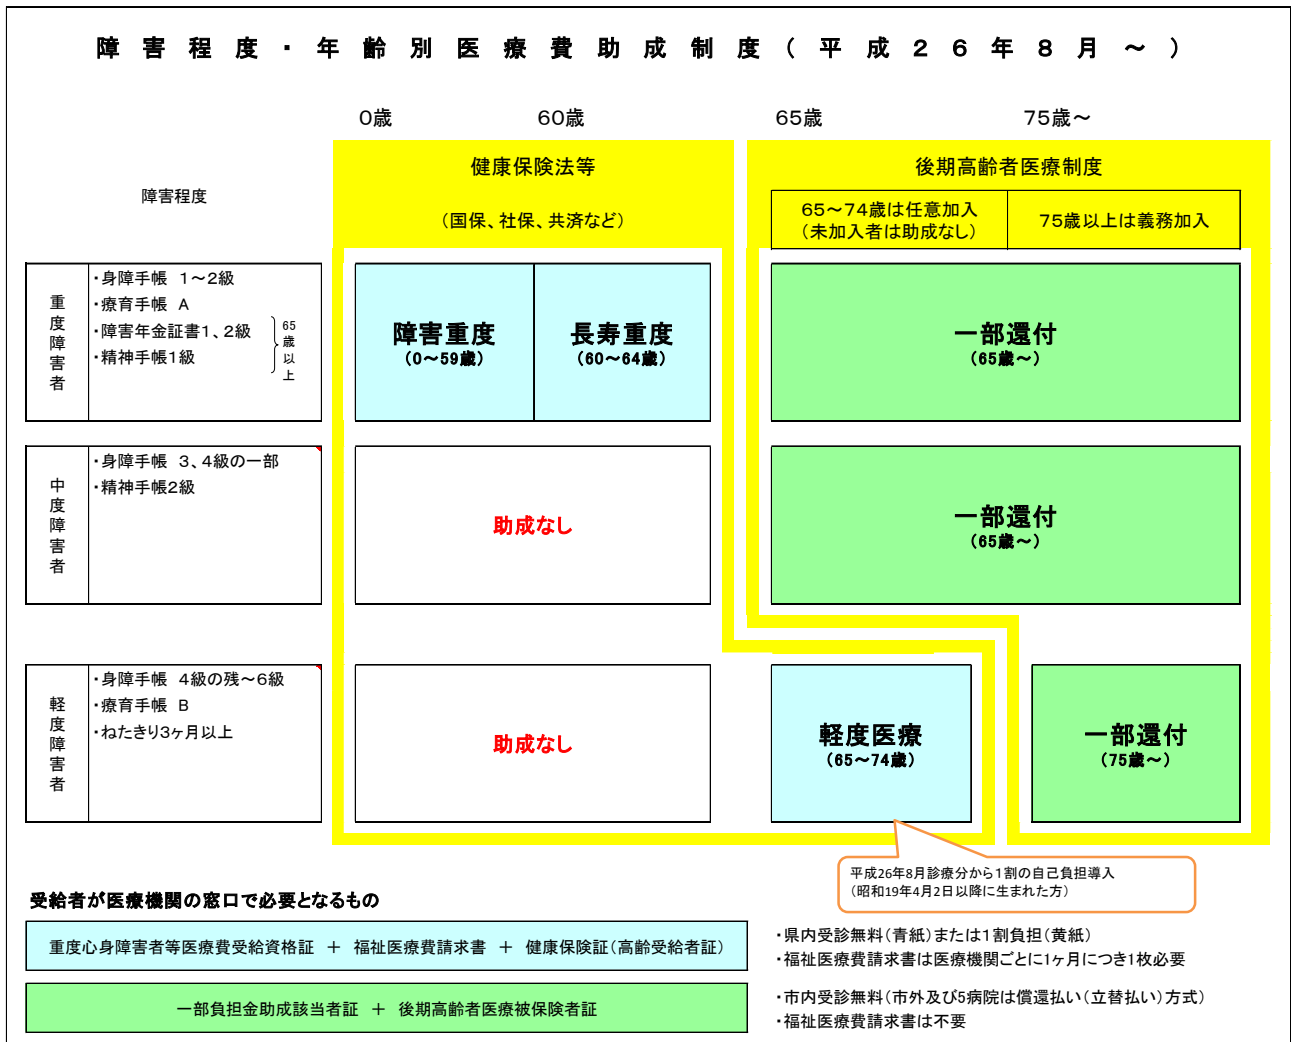 障害程度・年齢別医療費助成制度(平成26年8月～)
0歳 60歳 65歳 75歳～
障害程度
健康保険法等
(国保、社保、共済など)
後期高齢者医療制度
65～74歳は任意加入
(未加入者は助成なし)
75歳以上は義務加入
重度障害者
・身障手帳 1～2級
・療育手帳 A
・障害年金証書1、2級
・精神手帳1級
65歳以上
障害重度
(0～59歳)
長寿重度
(60～64歳)
一部還付
(65歳～)
中度障害者
・身障手帳 3、4級の一部
・精神手帳2級
助成なし
一部還付
(65歳～)
軽度障害者
・身障手帳 4級の残～6級
・療育手帳 B
・ねたきり3ヶ月以上
助成なし
軽度医療
(65～74歳)
一部還付
(75歳～)
平成26年8月診療分から1割の自己負担導入
(昭和19年4月2日以降に生まれた方)
受給者が医療機関の窓口で必要となるもの
重度心身障害者等医療費受給資格証 + 福祉医療費請求書 + 健康保険証(高齢受給者証)
・県内受診無料(青紙)または1割負担(黄紙)
・福祉医療費請求書は医療機関ごとに1ヶ月につき1枚必要
一部負担金助成該当者証 + 後期高齢者医療被保険者証
・市内受診無料(市外及び5病院は償還払い(立替払い)方式)
・福祉医療費請求書は不要